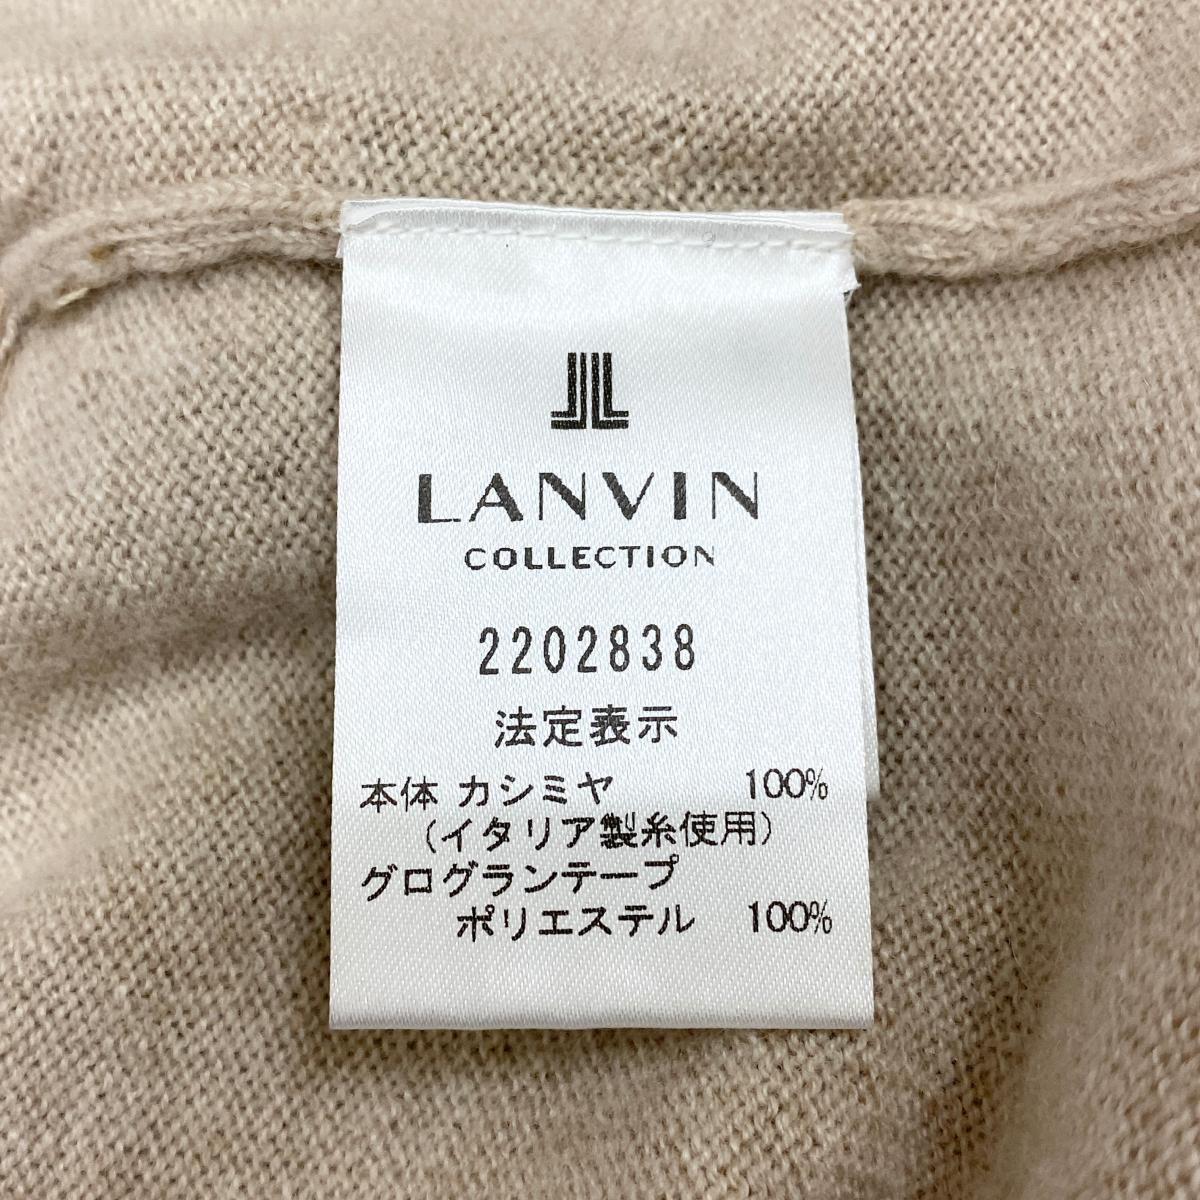 LANVIN
COLLECTION
2202838
法定表示
本体 カシミヤ 100%
(イタリア製糸使用)
グログランテープ
ポリエステル 100%